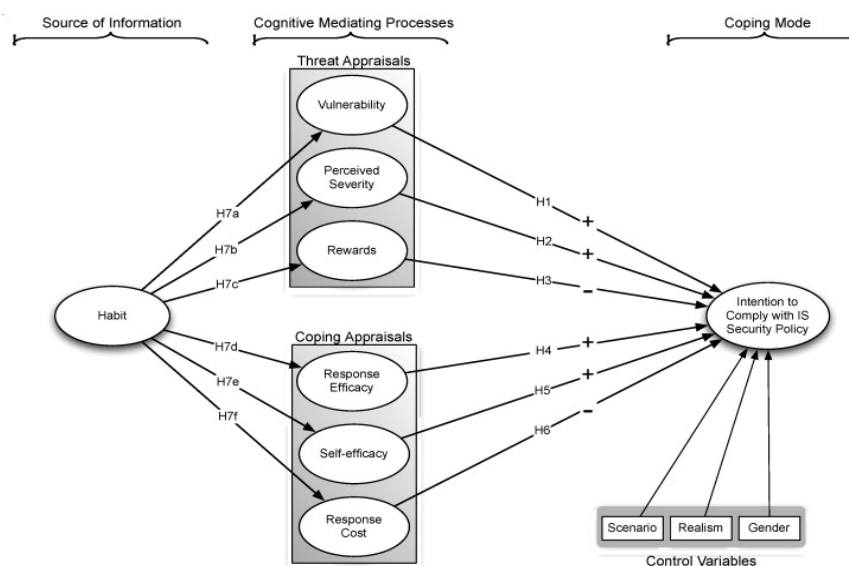 Source of Information
Cognitive Mediating Processes
Coping Mode
Threat Appraisals
Vulnerability
Perceived
Severity
Rewards
H7a
H7b
H7c
H1
+
H2
+
H3
-
Habit
Intention to
Comply with IS
Security Policy
Coping Appraisals
H7d
H7e
H7f
Response
Efficacy
Self-efficacy
Response
Cost
H4
+
H5
+
H6
-
Scenario
Realism
Gender
Control Variables